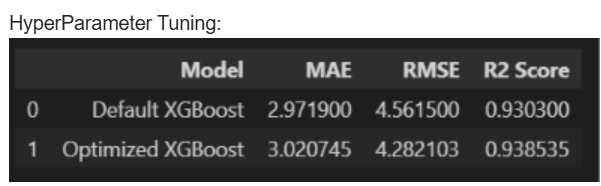 HyperParameter Tuning:
Model MAE RMSE R2 Score
0 Default XGBoost 2.971900 4.561500 0.930300
1 Optimized XGBoost 3.020745 4.282103 0.938535